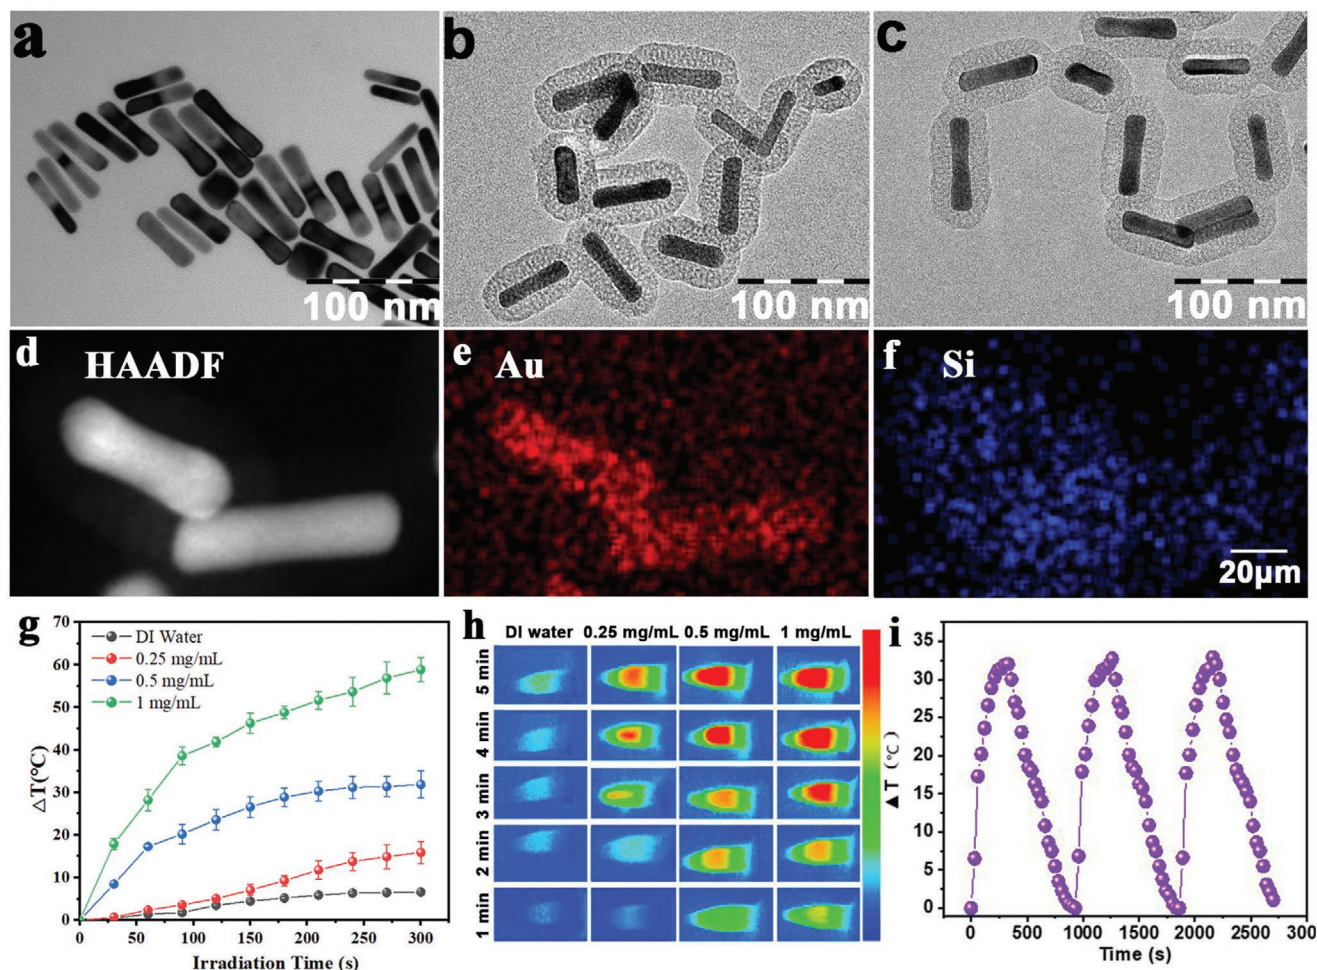 a
b
c
100 nm
100 nm
100 nm
d
HAADF
e
Au
f
Si
20μm
g
DI Water
0.25 mg/mL
0.5 mg/mL
1 mg/mL
70
60
50
40
30
20
10
0
△T(℃)
0 50 100 150 200 250 300
Irradiation Time (s)
h
DI water 0.25 mg/mL 0.5 mg/mL 1 mg/mL
5 min
4 min
3 min
2 min
1 min
i
35
30
25
20
15
10
5
0
▲T (℃)
0 500 1000 1500 2000 2500 3000
Time (s)